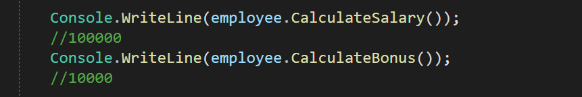 Console.WriteLine(employee.CalculateSalary());
//100000
Console.WriteLine(employee.CalculateBonus());
//10000